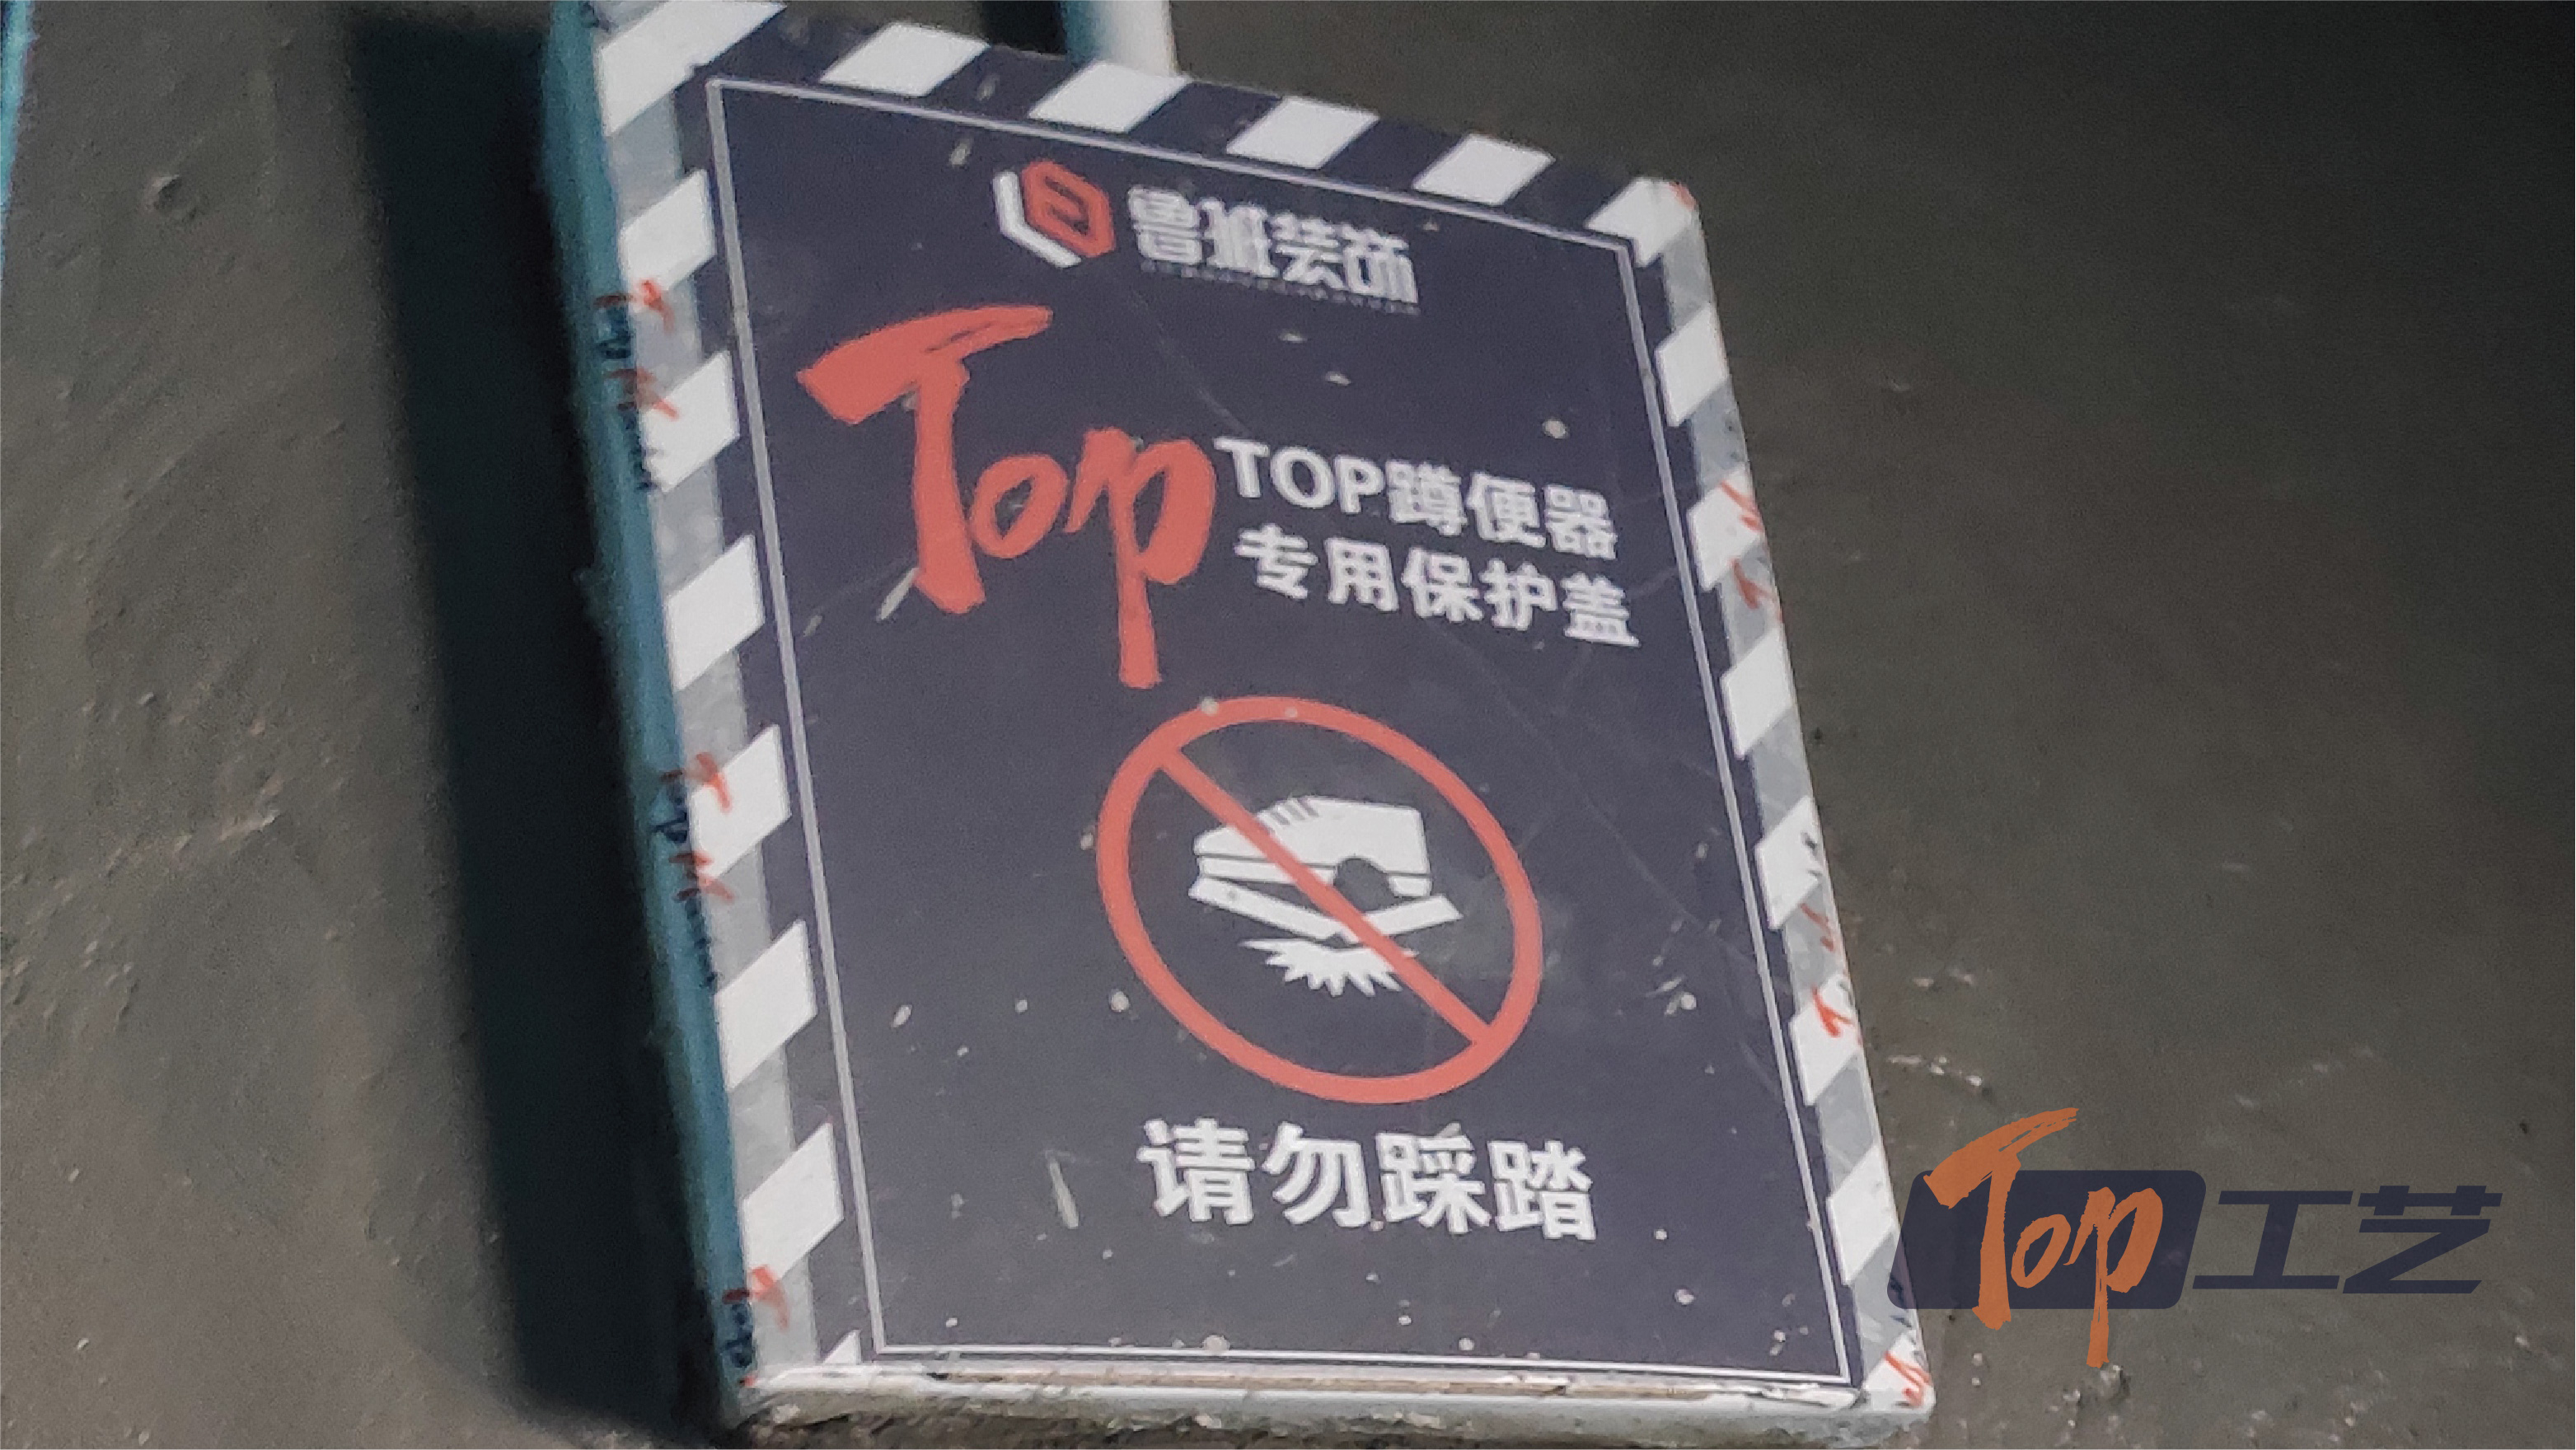 鲁班装饰
Top
TOP蹲便器
专用保护盖
请勿踩踏
Top工艺